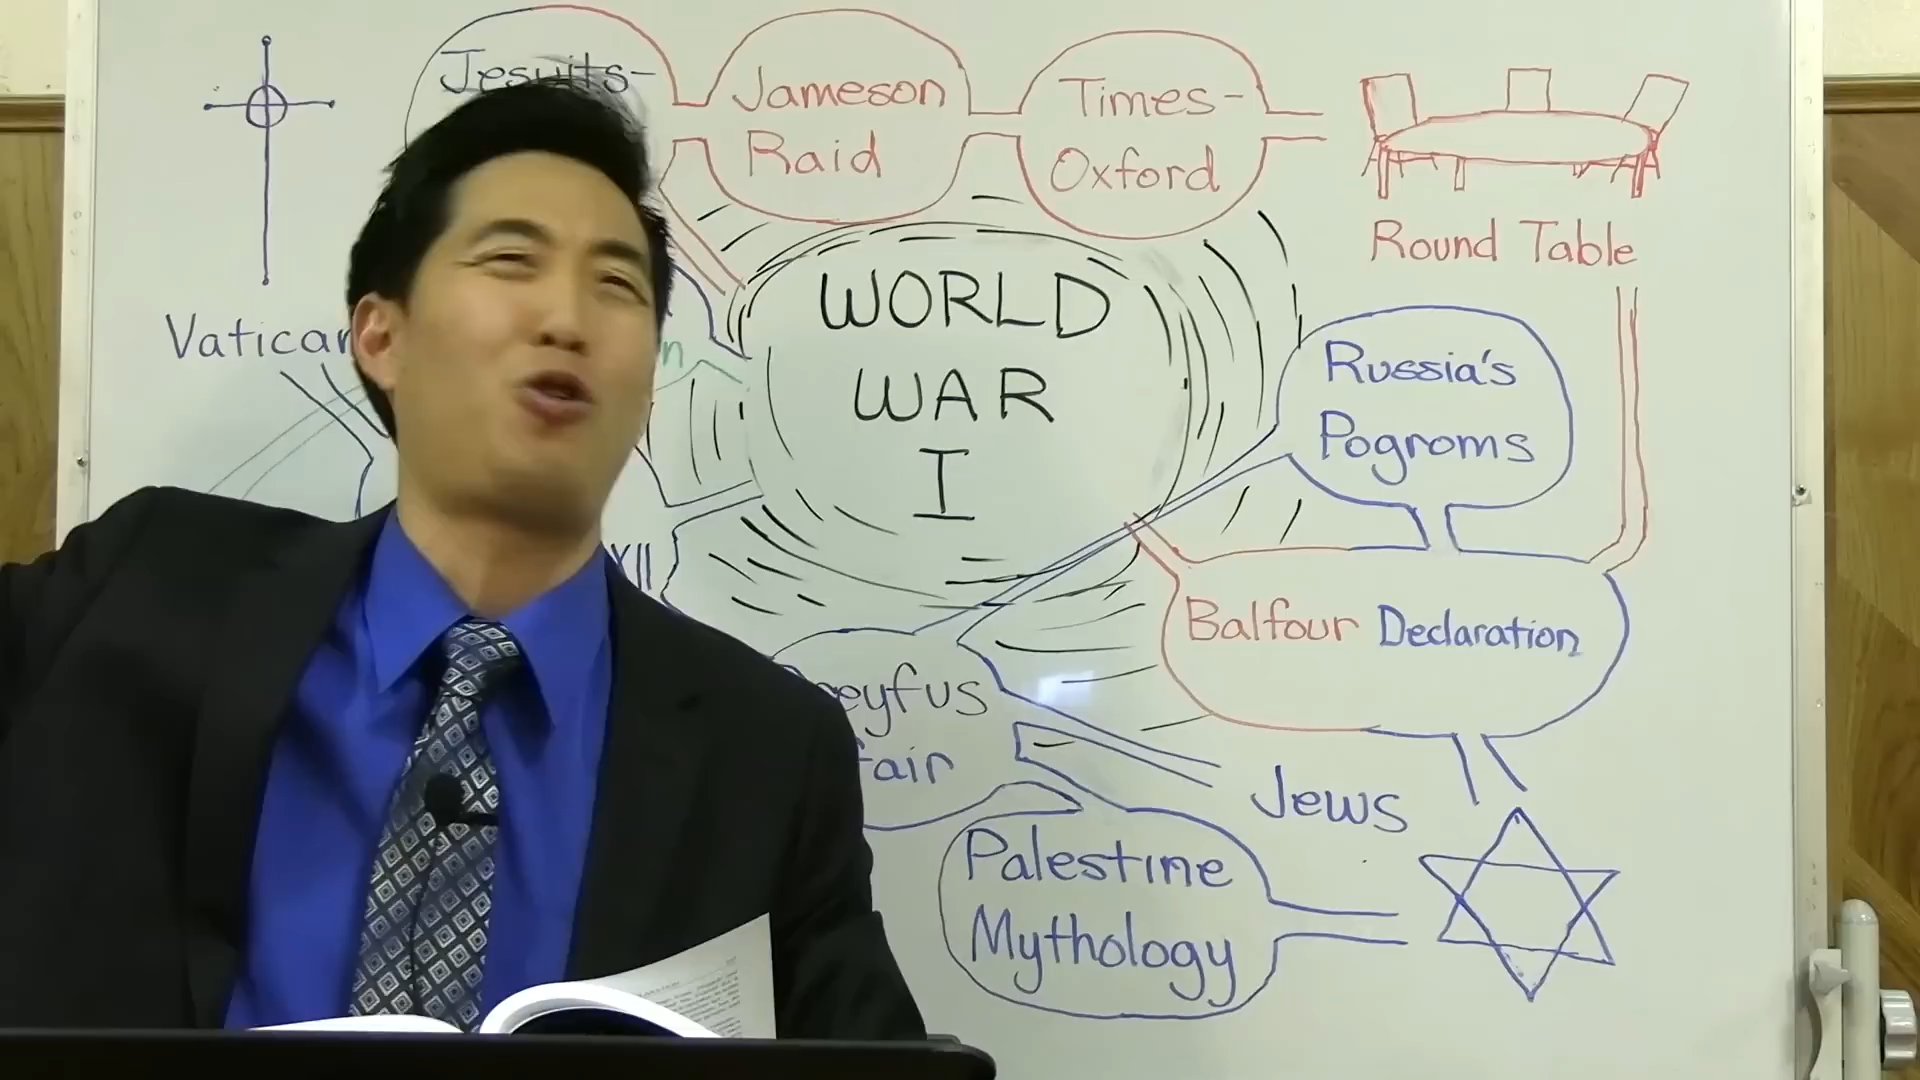 Jesuits-
Jameson
Raid
Times-
Oxford
Round Table
WORLD
WAR
I
Vatican
Russia's
Pogroms
Balfour Declaration
Jews
Palestine
Mythology